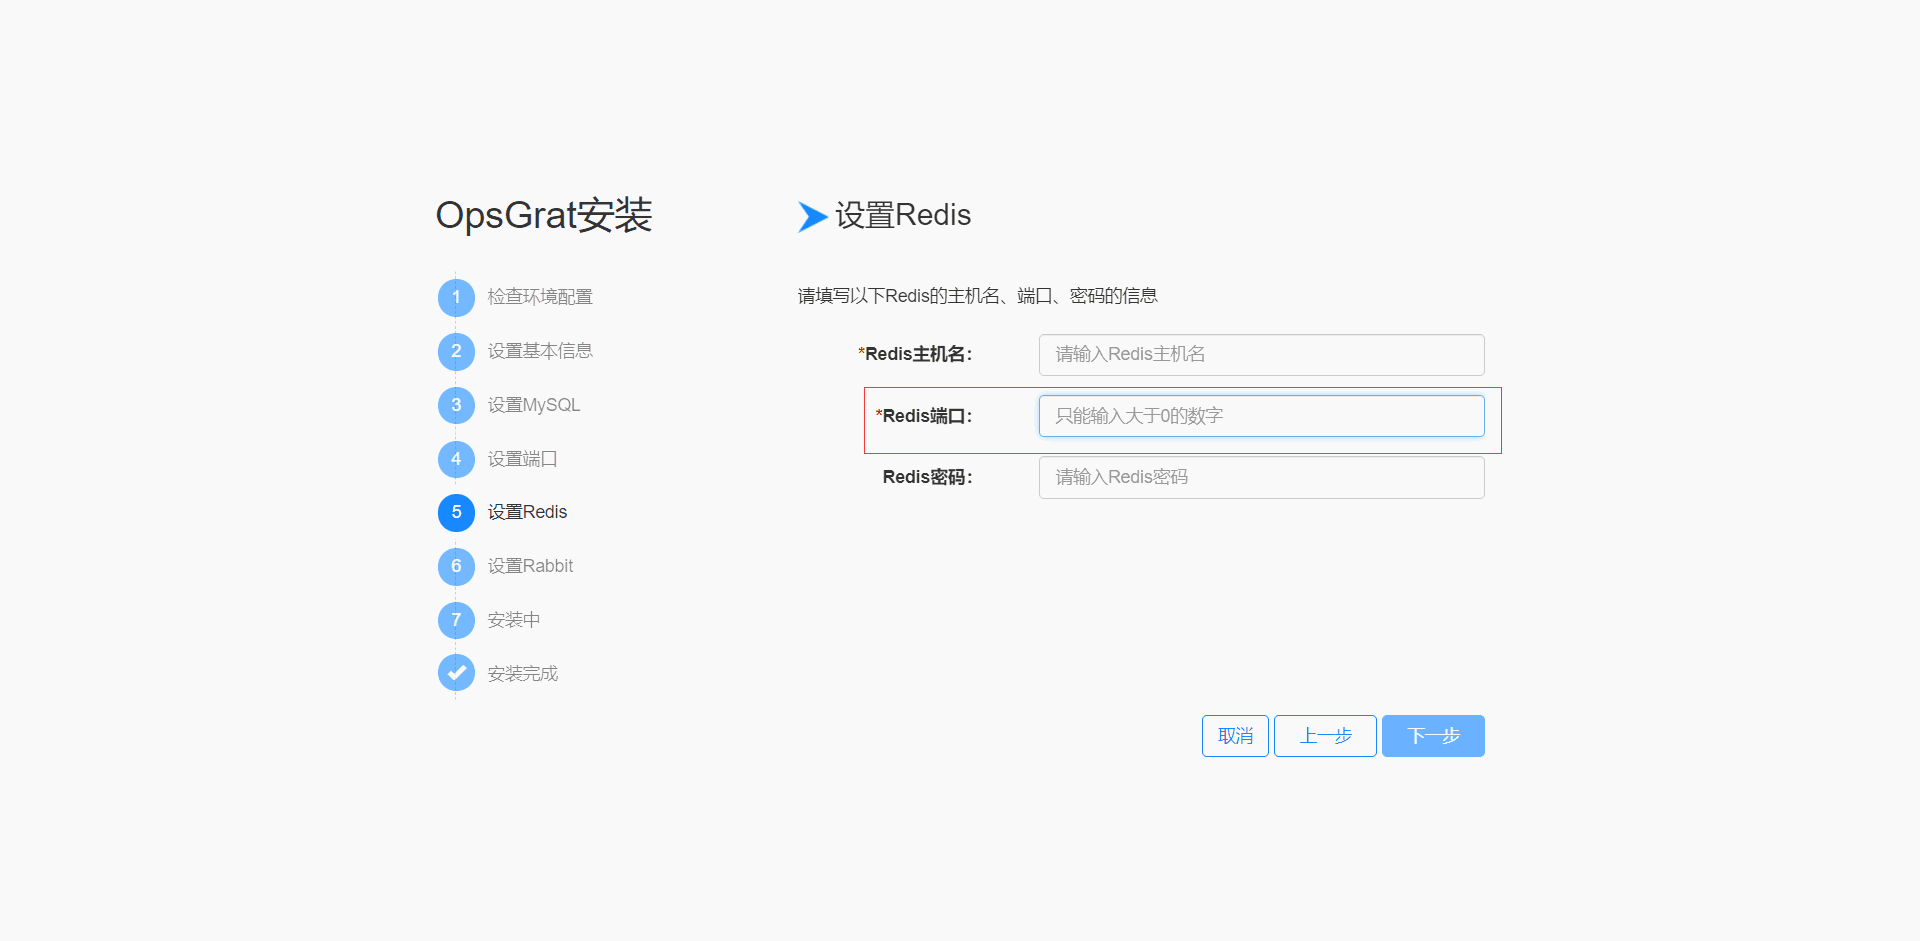 OpsGrat安装
1 检查环境配置
2 设置基本信息
3 设置MySQL
4 设置端口
5 设置Redis
6 设置Rabbit
7 安装中
安装完成
设置Redis
请填写以下Redis的主机名、端口、密码的信息
*Redis主机名： 请输入Redis主机名
*Redis端口： 只能输入大于0的数字
Redis密码： 请输入Redis密码
取消 上一步 下一步